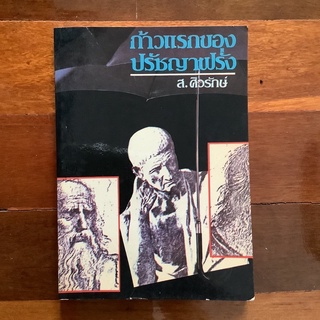 ก้าวแรกของ
ปรัชญาฝรั่ง
ส. ศิวรักษ์